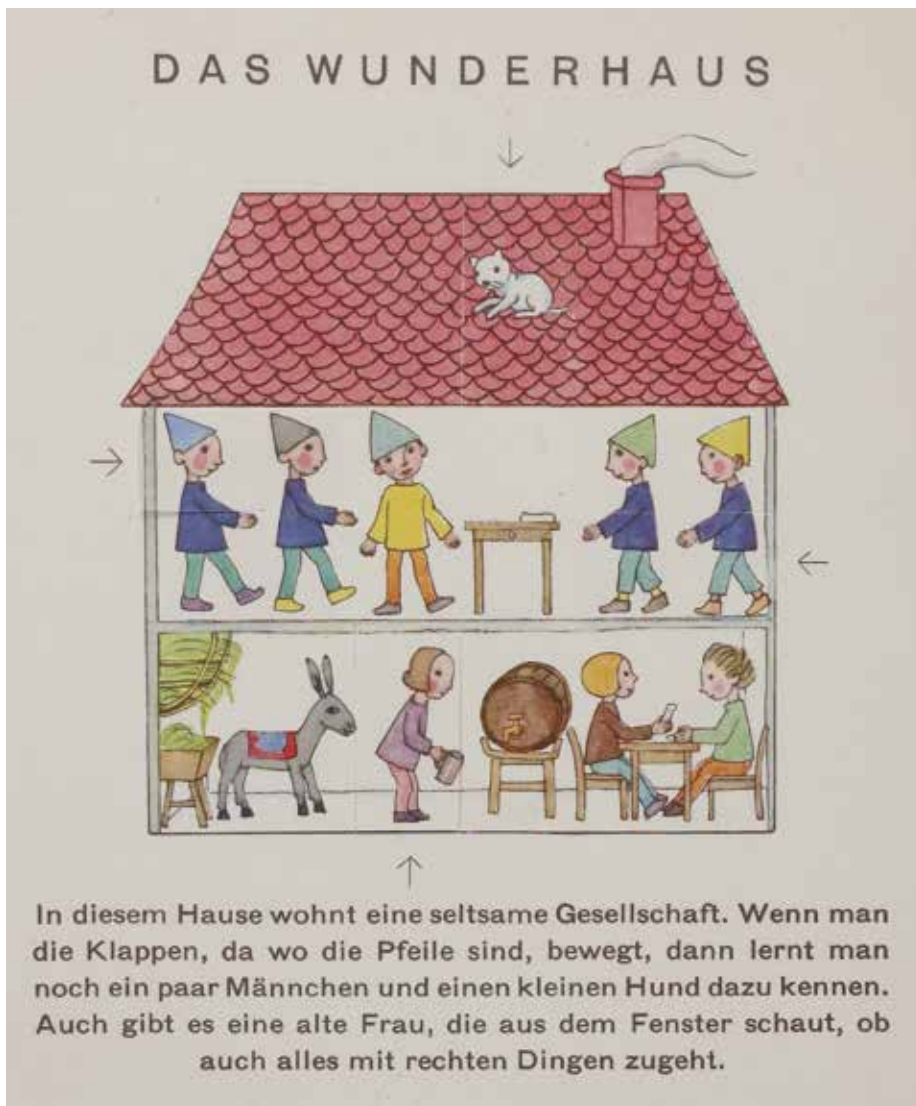 DAS WUNDERHAUS
In diesem Hause wohnt eine seltsame Gesellschaft. Wenn man
die Klappen, da wo die Pfeile sind, bewegt, dann lernt man
noch ein paar Männchen und einen kleinen Hund dazu kennen.
Auch gibt es eine alte Frau, die aus dem Fenster schaut, ob
auch alles mit rechten Dingen zugeht.